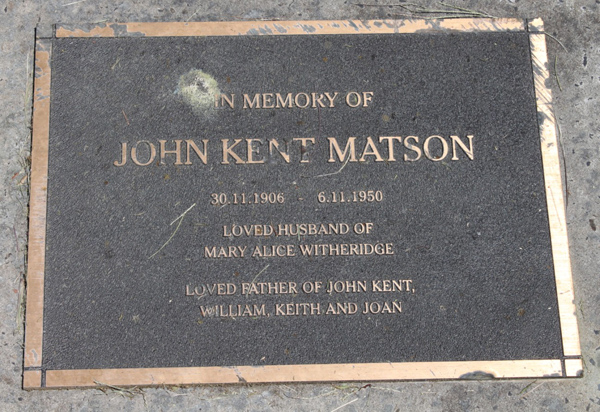 IN MEMORY OF
JOHN KENT MATSON
30.11.1906 - 6.11.1950
LOVED HUSBAND OF
MARY ALICE WITHERIDGE
LOVED FATHER OF JOHN KENT,
WILLIAM, KEITH AND JOAN